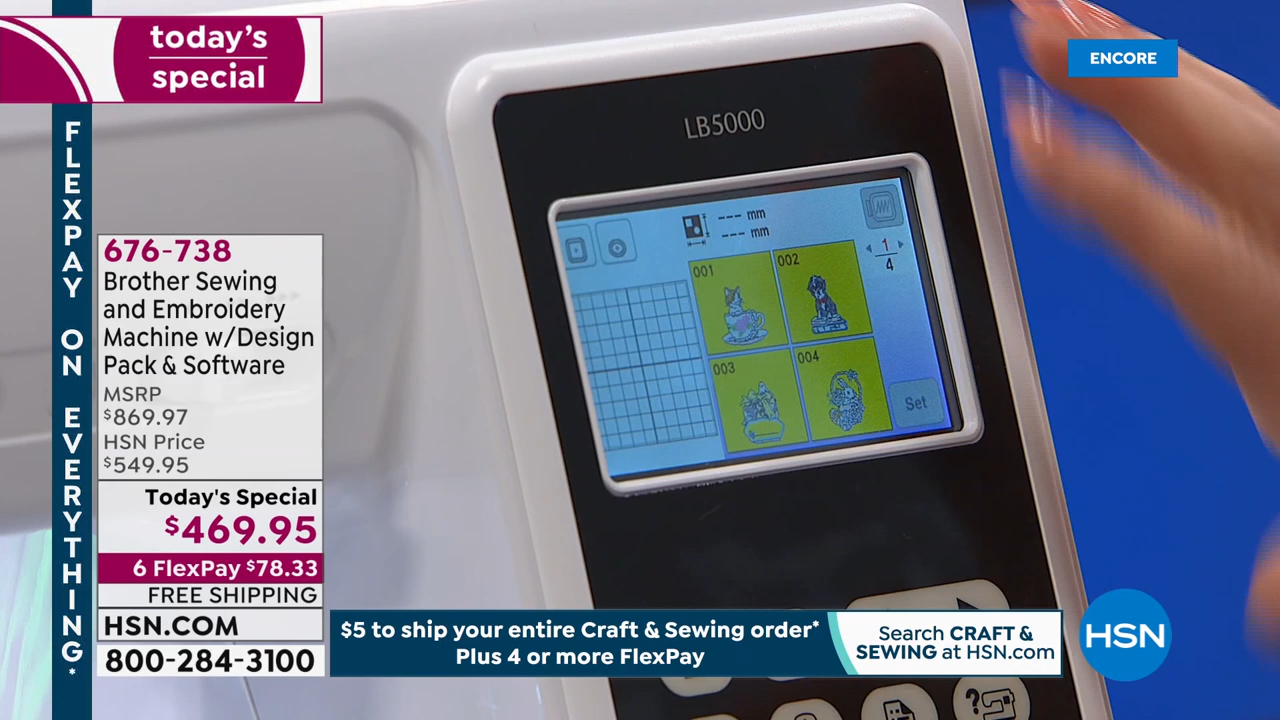 today's
special
ENCORE
FLEXPAY ON EVERYTHING*
676-738
Brother Sewing
and Embroidery
Machine w/Design
Pack & Software
MSRP
$869.97
HSN Price
$549.95
Today's Special
$469.95
6 FlexPay $78.33
FREE SHIPPING
HSN.COM
800-284-3100
LB5000
--- mm
--- mm
1
4
001
002
003
004
Set
?
$5 to ship your entire Craft & Sewing order*
Plus 4 or more FlexPay
Search CRAFT &
SEWING at HSN.com
HSN